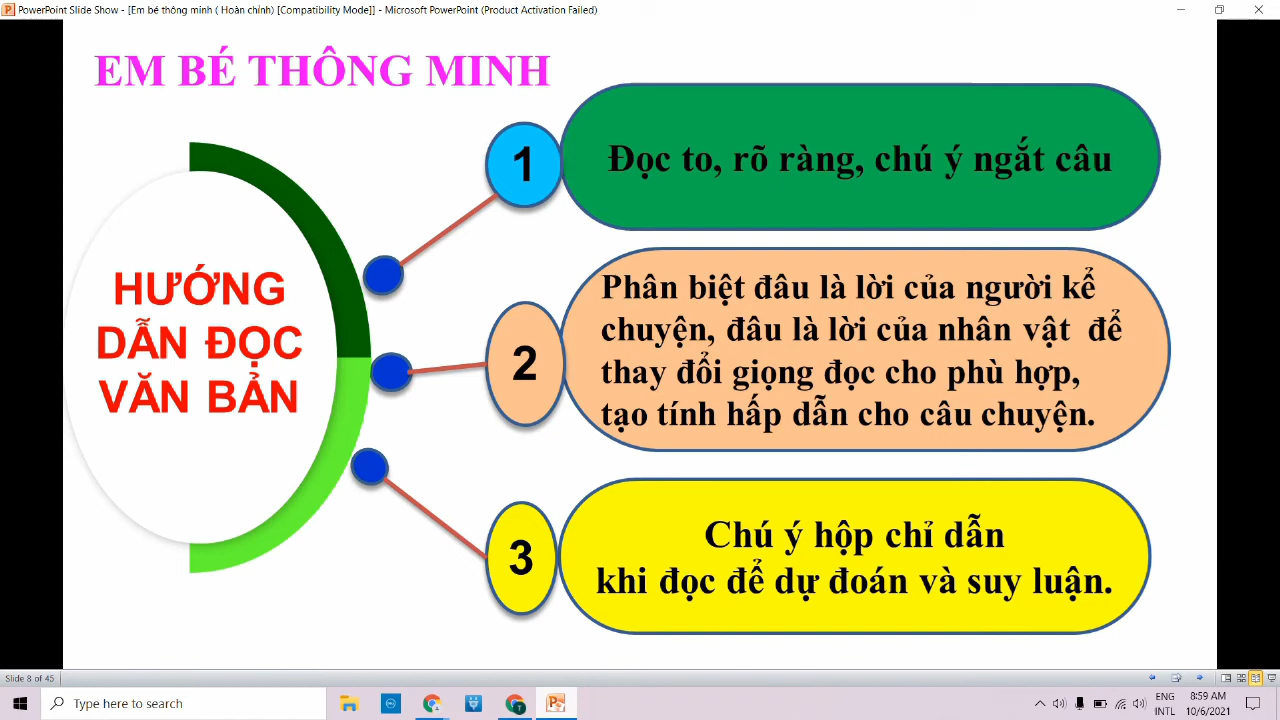 PowerPoint Slide Show - [Em bé thông minh ( Hoàn chỉnh) [Compatibility Mode]] - Microsoft PowerPoint (Product Activation Failed)
EM BÉ THÔNG MINH
HƯỚNG
DẪN ĐỌC
VĂN BẢN
1
Đọc to, rõ ràng, chú ý ngắt câu
2
Phân biệt đâu là lời của người kể
chuyện, đâu là lời của nhân vật để
thay đổi giọng đọc cho phù hợp,
tạo tính hấp dẫn cho câu chuyện.
3
Chú ý hộp chỉ dẫn
khi đọc để dự đoán và suy luận.
Slide 8 of 45
Type here to search
ENG
INTL
8:59 AM
10/6/2021